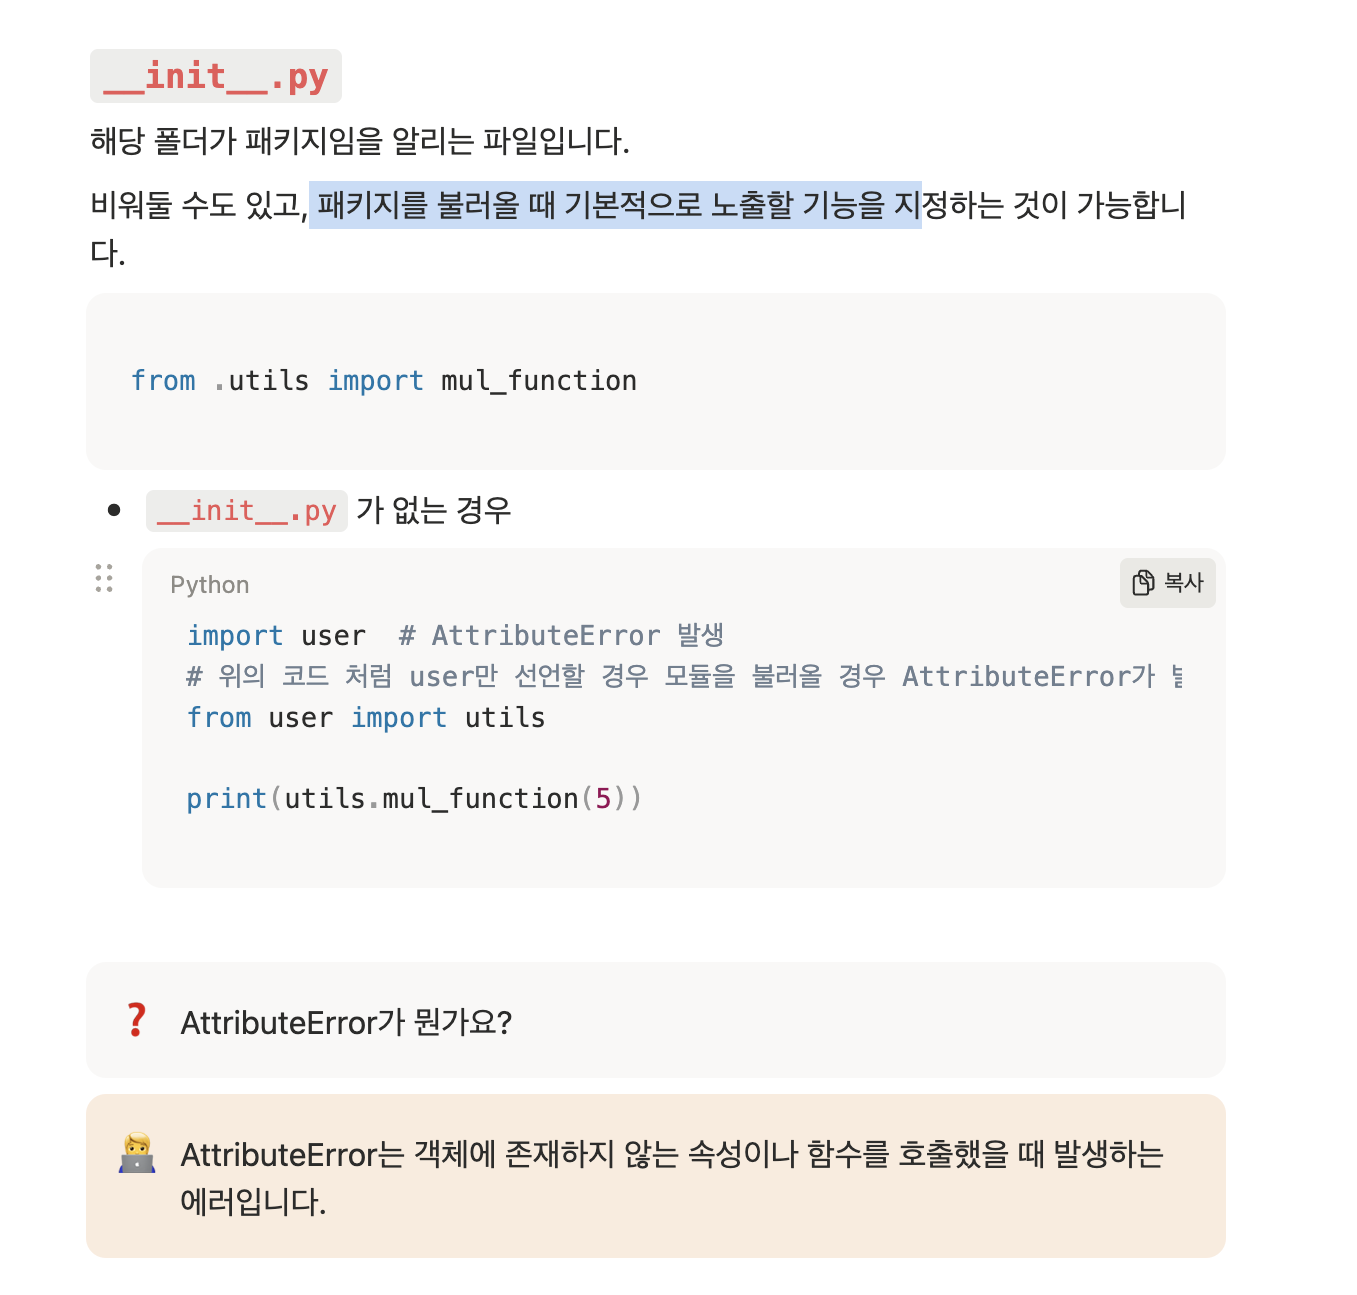 __init__.py
해당 폴더가 패키지임을 알리는 파일입니다.
비워둘 수도 있고, 패키지를 불러올 때 기본적으로 노출할 기능을 지정하는 것이 가능합니
다.
from .utils import mul_function
__init__.py 가 없는 경우
Python
복사
import user  # AttributeError 발생
# 위의 코드 처럼 user만 선언할 경우 모듈을 불러올 경우 AttributeError가
from user import utils
print(utils.mul_function(5))
❓ AttributeError가 뭔가요?
AttributeError는 객체에 존재하지 않는 속성이나 함수를 호출했을 때 발생하는
에러입니다.